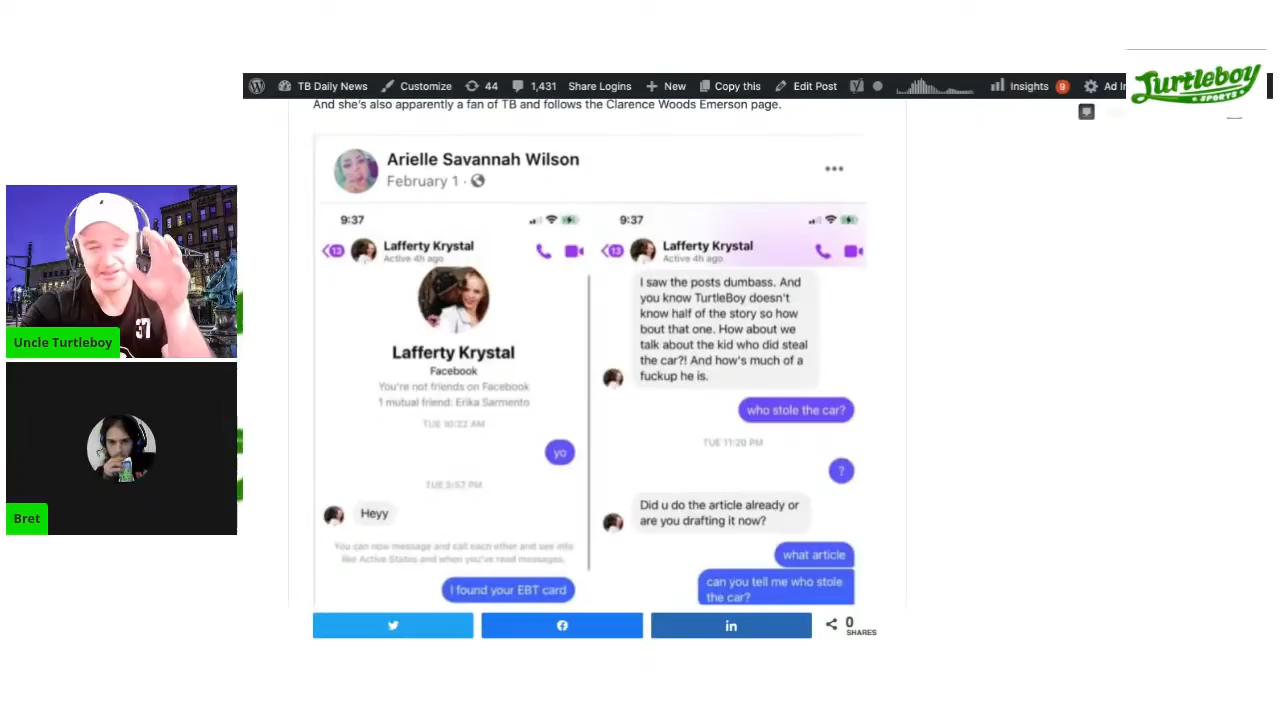 TB Daily News Customize 44 1,431 Share Logins New Copy this Edit Post Insights 9 Ad In
Turtleboy
SPORTS
And she's also apparently a fan of TB and follows the Clarence Woods Emerson page.
Arielle Savannah Wilson
February 1
9:37
13
Lafferty Krystal
Active 4h ago
Lafferty Krystal
Facebook
You're not friends on Facebook
1 mutual friend: Erika Sarmento
TUE 10:22 AM
yo
TUE 5:57 PM
Heyy
You can now message and call each other and see info
like Active Status and when you've read messages.
I found your EBT card
9:37
13
Lafferty Krystal
Active 4h ago
I saw the posts dumbass. And
you know TurtleBoy doesn't
know half of the story so how
bout that one. How about we
talk about the kid who did steal
the car?! And how's much of a
fuckup he is.
who stole the car?
TUE 11:20 PM
?
Did u do the article already or
are you drafting it now?
what article
can you tell me who stole
the car?
0
SHARES
37
Uncle Turtleboy
Bret